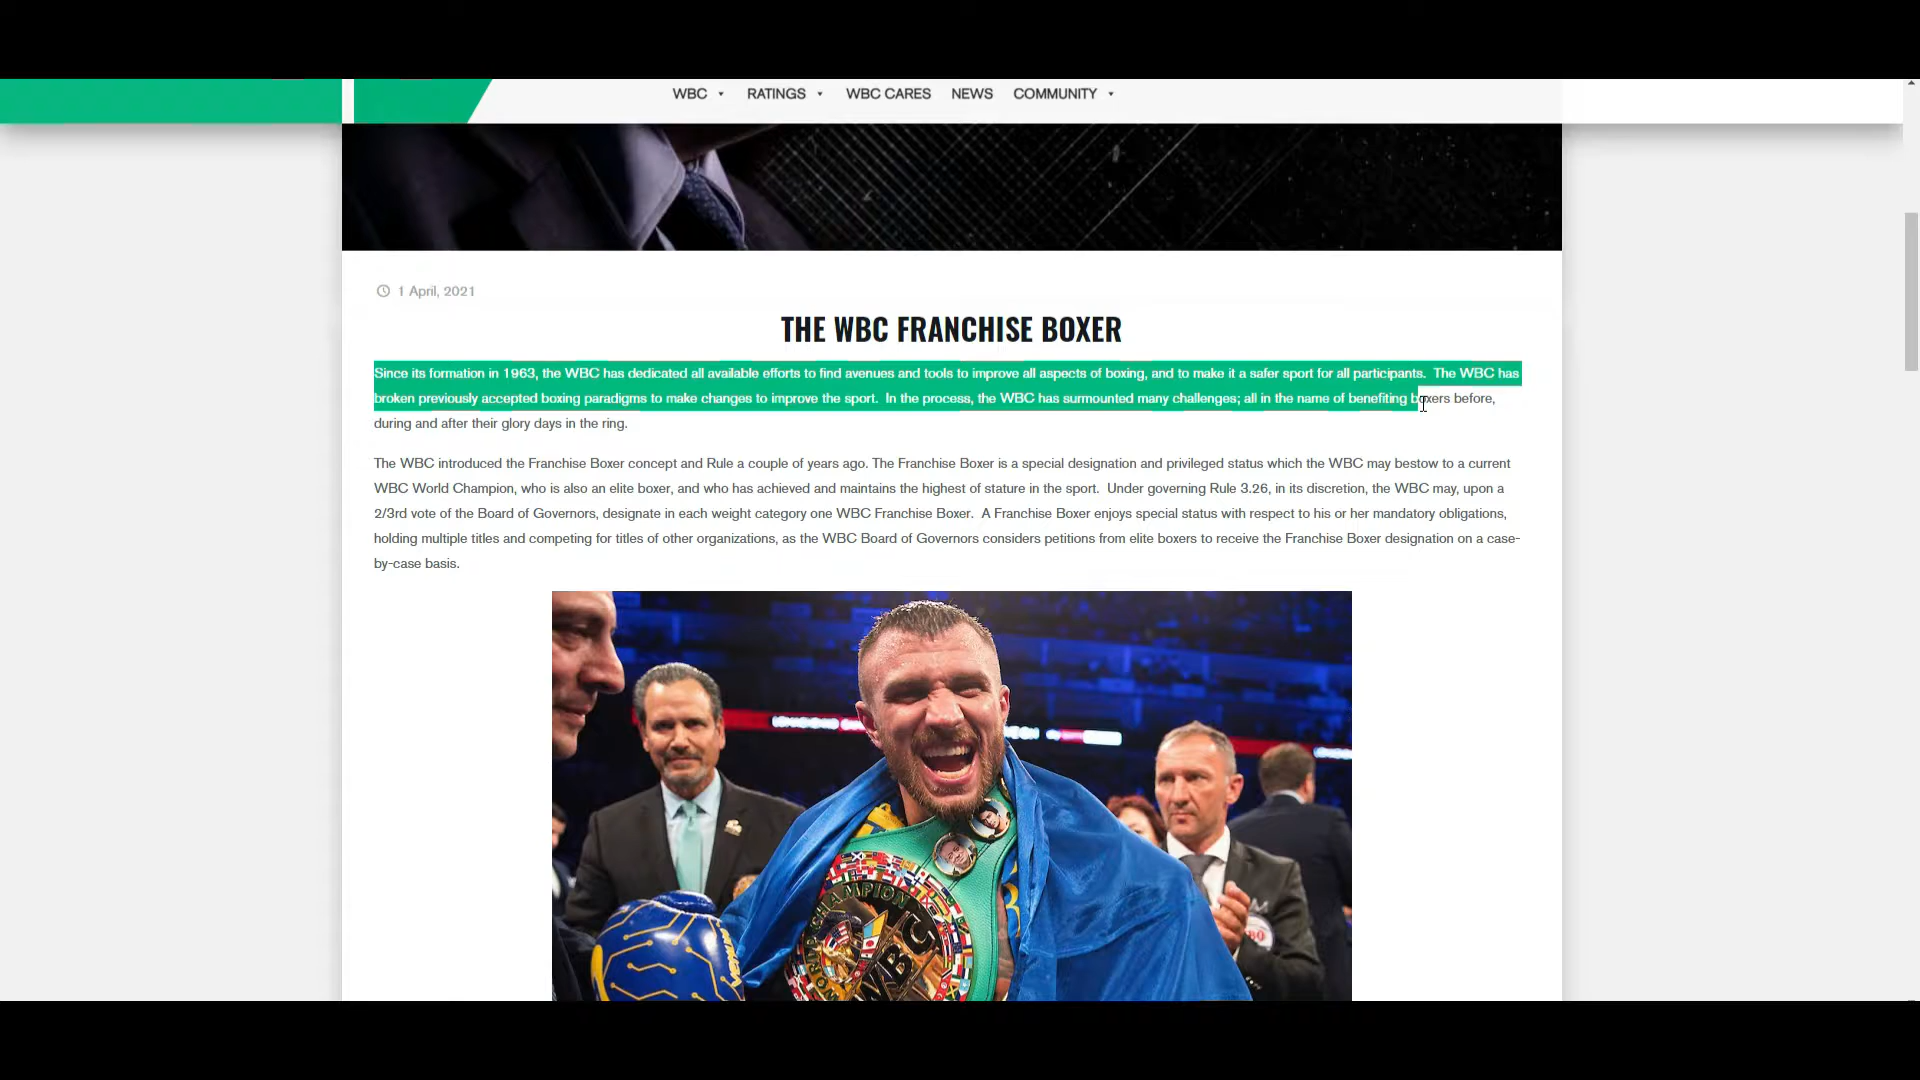 WBC RATINGS WBC CARES NEWS COMMUNITY
1 April, 2021
THE WBC FRANCHISE BOXER
Since its formation in 1963, the WBC has dedicated all available efforts to find avenues and tools to improve all aspects of boxing, and to make it a safer sport for all participants.  The WBC has
broken previously accepted boxing paradigms to make changes to improve the sport.  In the process, the WBC has surmounted many challenges; all in the name of benefiting boxers before,
during and after their glory days in the ring.
The WBC introduced the Franchise Boxer concept and Rule a couple of years ago. The Franchise Boxer is a special designation and privileged status which the WBC may bestow to a current
WBC World Champion, who is also an elite boxer, and who has achieved and maintains the highest of stature in the sport.  Under governing Rule 3.26, in its discretion, the WBC may, upon a
2/3rd vote of the Board of Governors, designate in each weight category one WBC Franchise Boxer.  A Franchise Boxer enjoys special status with respect to his or her mandatory obligations,
holding multiple titles and competing for titles of other organizations, as the WBC Board of Governors considers petitions from elite boxers to receive the Franchise Boxer designation on a case-
by-case basis.
WORLD CHAMPION
WBC